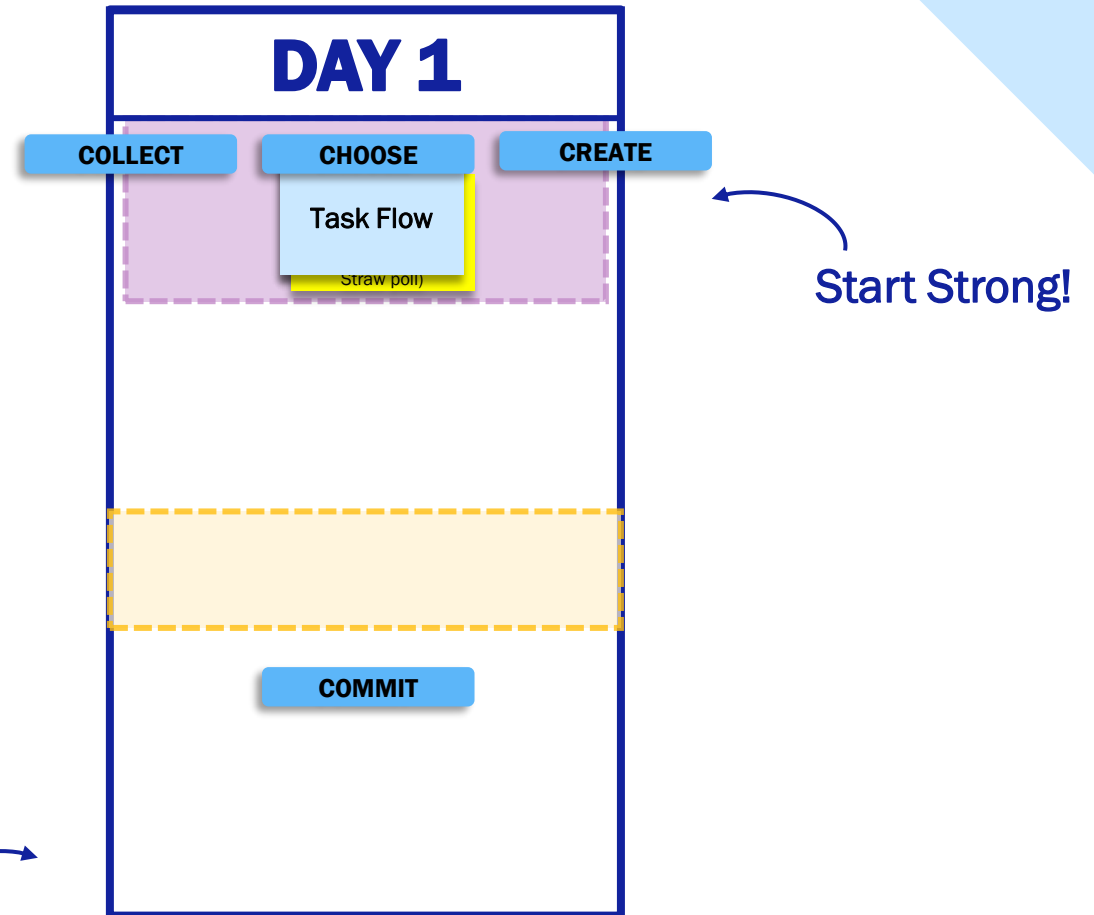 DAY 1
COLLECT
CHOOSE
CREATE
Task Flow
Straw poll)
Start Strong!
COMMIT